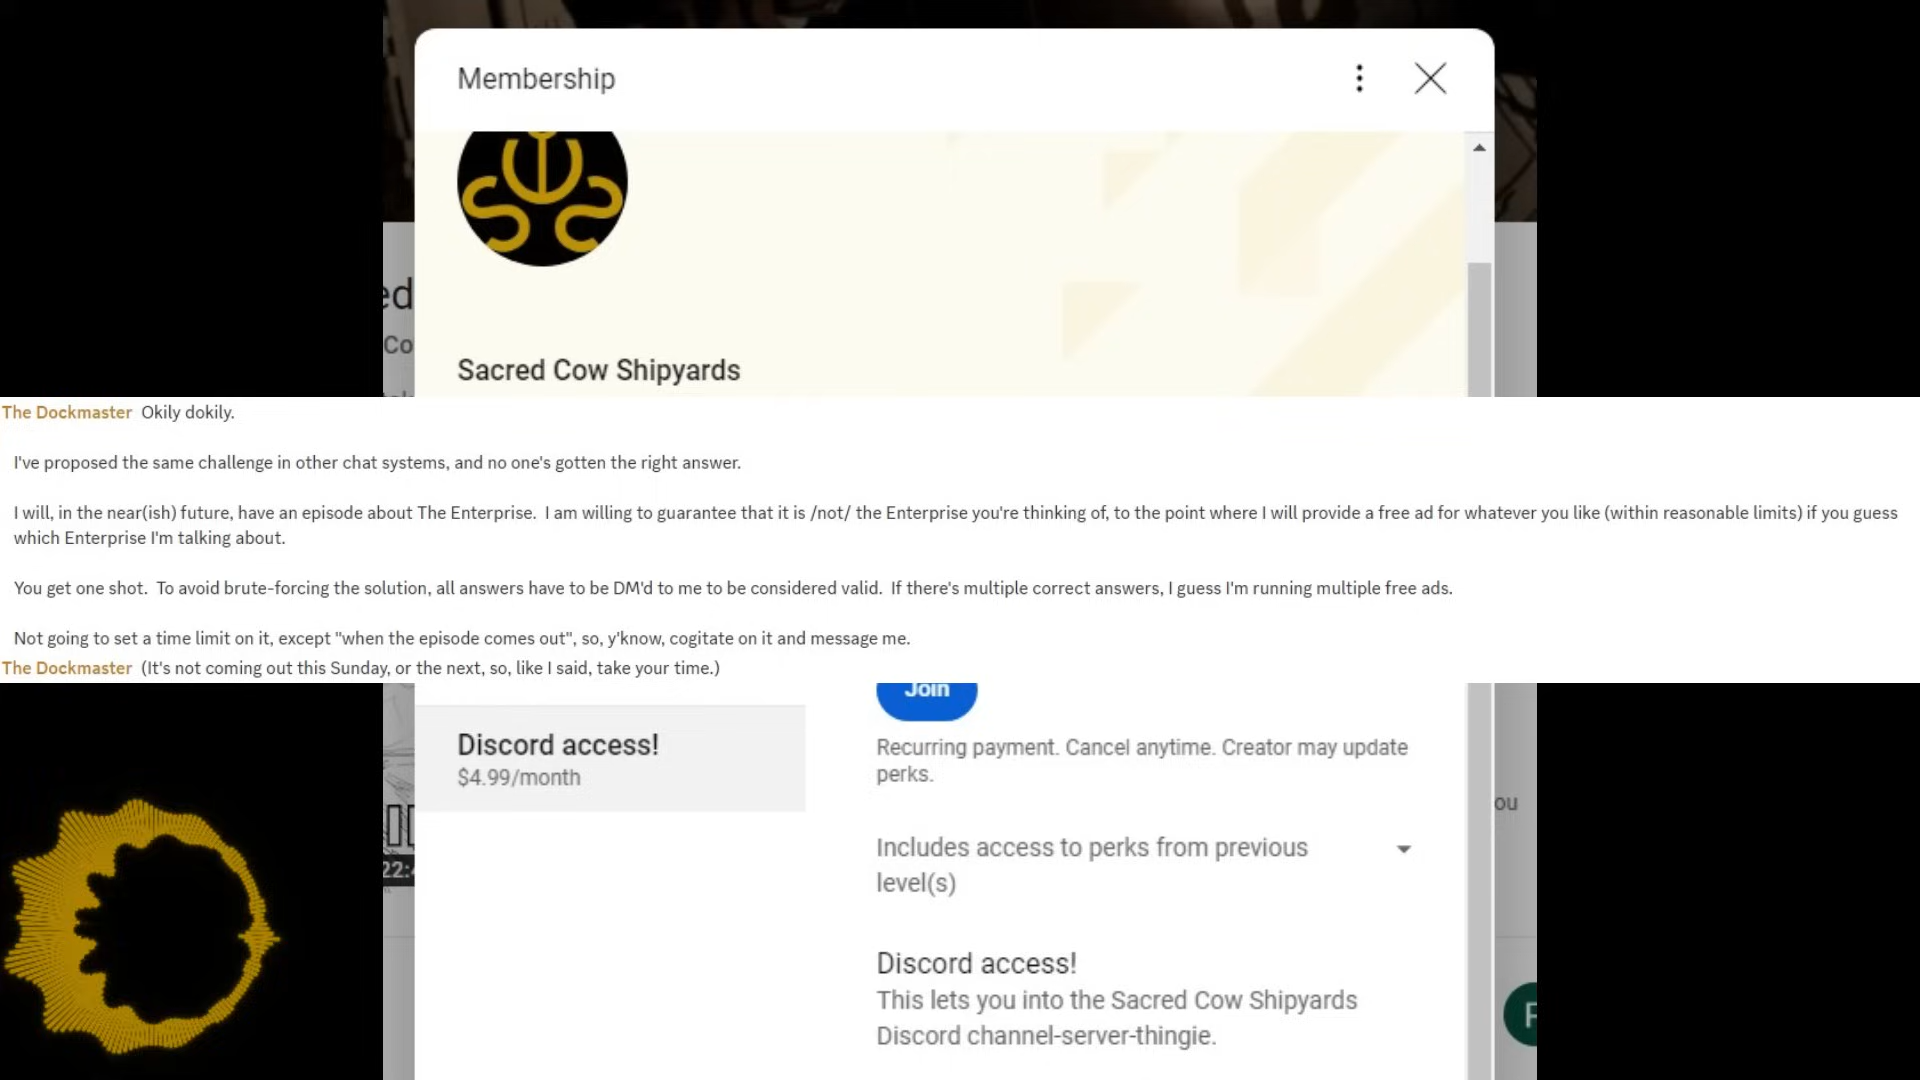 Membership
Sacred Cow Shipyards
ed
Co
The Dockmaster Okily dokily.
I've proposed the same challenge in other chat systems, and no one's gotten the right answer.
I will, in the near(ish) future, have an episode about The Enterprise. I am willing to guarantee that it is /not/ the Enterprise you're thinking of, to the point where I will provide a free ad for whatever you like (within reasonable limits) if you guess
which Enterprise I'm talking about.
You get one shot. To avoid brute-forcing the solution, all answers have to be DM'd to me to be considered valid. If there's multiple correct answers, I guess I'm running multiple free ads.
Not going to set a time limit on it, except "when the episode comes out", so, y'know, cogitate on it and message me.
The Dockmaster (It's not coming out this Sunday, or the next, so, like I said, take your time.)
Join
Discord access!
$4.99/month
Recurring payment. Cancel anytime. Creator may update
perks.
ou
Includes access to perks from previous
level(s)
22:
Discord access!
This lets you into the Sacred Cow Shipyards
Discord channel-server-thingie.